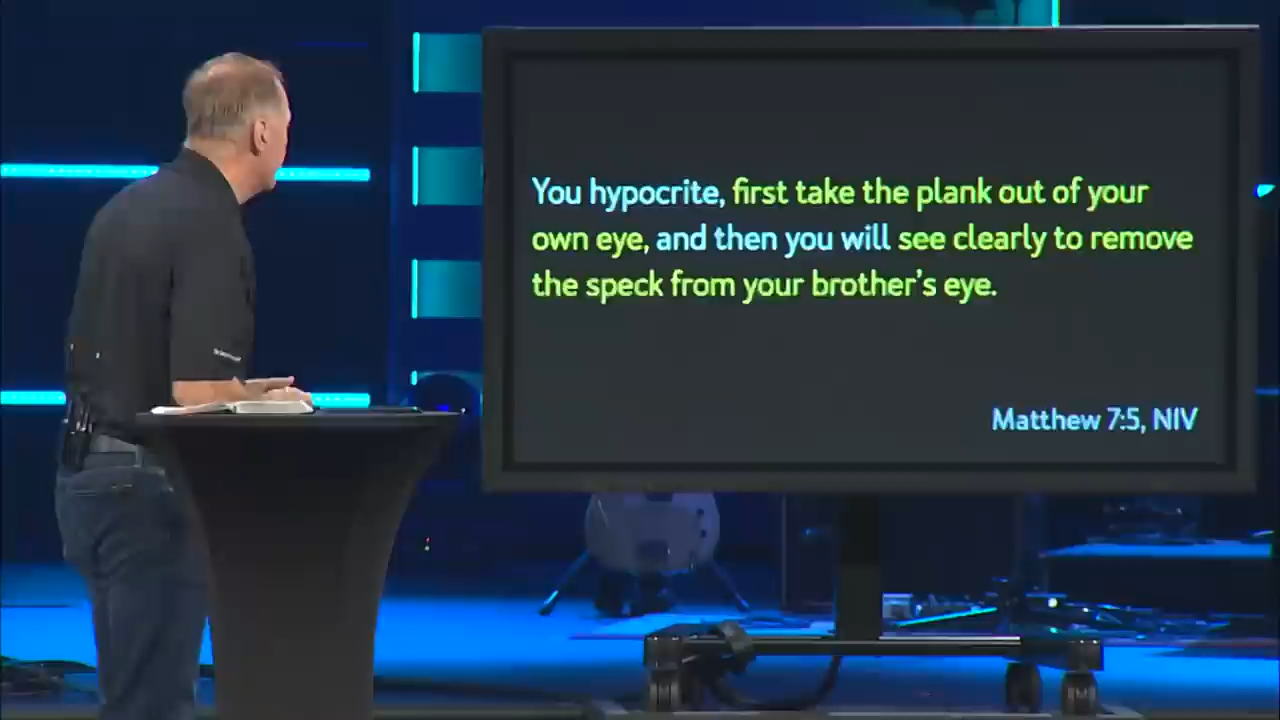 You hypocrite, first take the plank out of your
own eye, and then you will see clearly to remove
the speck from your brother's eye.
Matthew 7:5, NIV